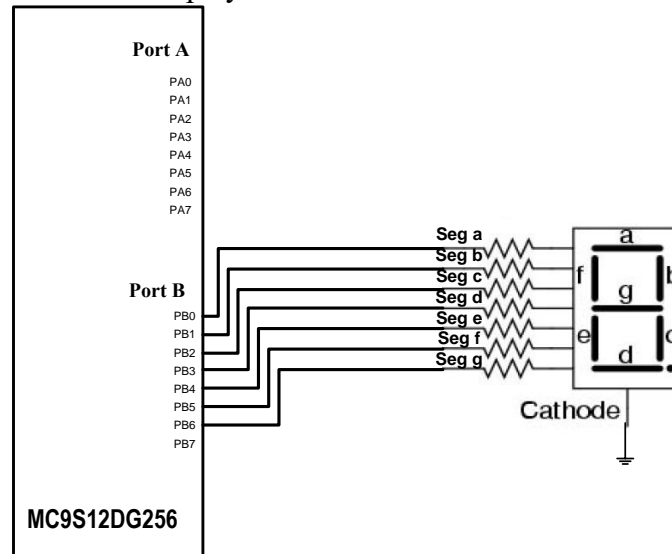 Port A
PA0
PA1
PA2
PA3
PA4
PA5
PA6
PA7
Port B
PB0
PB1
PB2
PB3
PB4
PB5
PB6
PB7
MC9S12DG256
Seg a
Seg b
Seg c
Seg d
Seg e
Seg f
Seg g
a
f
b
g
e
c
d
Cathode